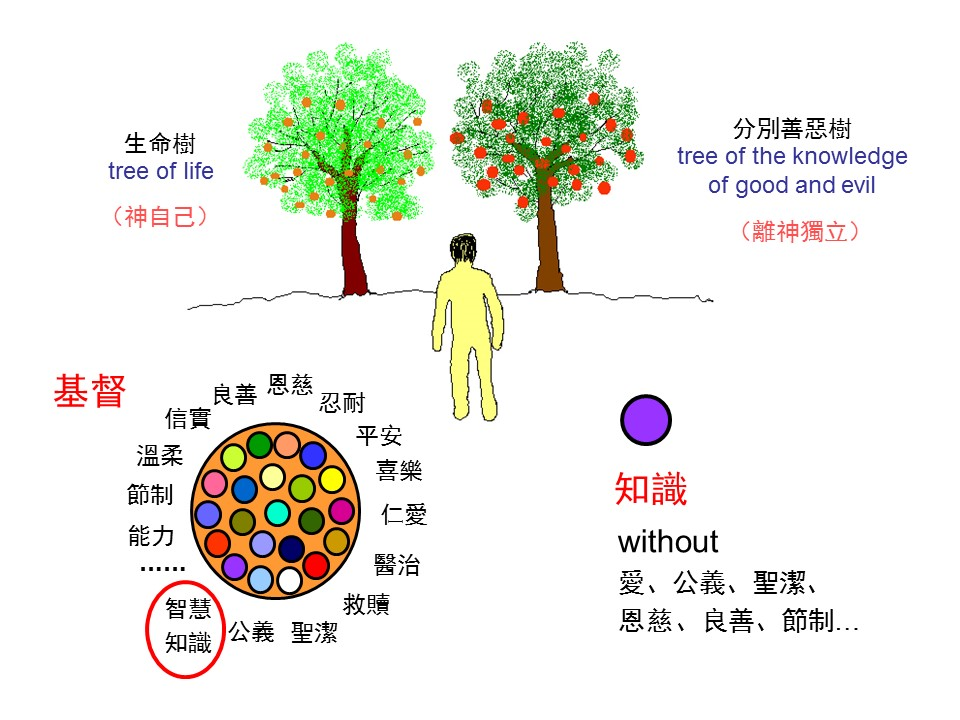 生命樹
tree of life
（神自己）
分別善惡樹
tree of the knowledge
of good and evil
（離神獨立）
基督
恩慈
良善
忍耐
信實
平安
溫柔
喜樂
節制
仁愛
能力
......
醫治
救贖
智慧
知識
公義
聖潔
知識
without
愛、公義、聖潔、
恩慈、良善、節制...